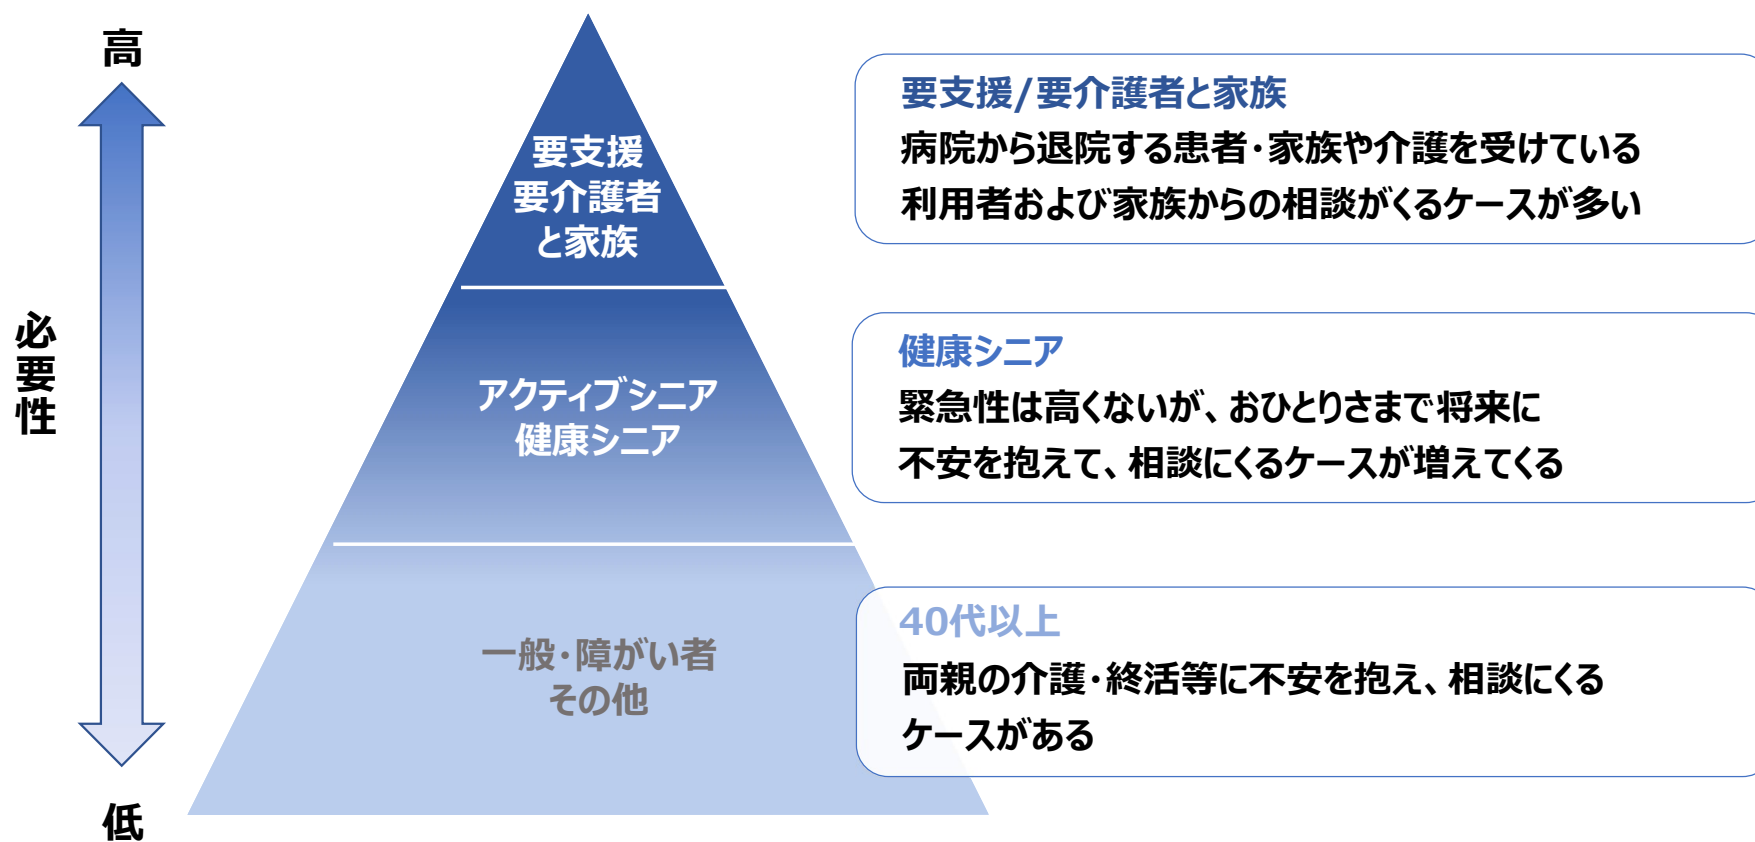 高
必要性
低
要支援
要介護者
と家族
アクティブシニア
健康シニア
一般・障がい者
その他
要支援/要介護者と家族
病院から退院する患者・家族や介護を受けている
利用者および家族からの相談がくるケースが多い
健康シニア
緊急性は高くないが、おひとりさまで将来に
不安を抱えて、相談にくるケースが増えてくる
40代以上
両親の介護・終活等に不安を抱え、相談にくる
ケースがある